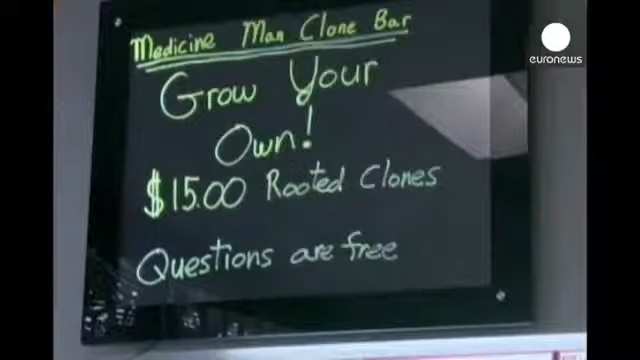 Medicine Man Clone Bar
Grow Your
Own!
$15.00 Rooted Clones
Questions are free
euronews